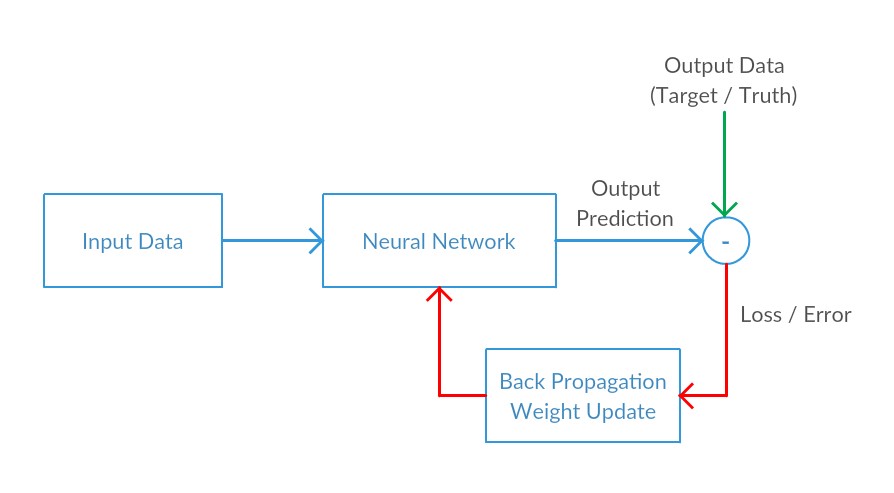 Output Data
(Target / Truth)
Output
Prediction
Input Data
Neural Network
-
Loss / Error
Back Propagation
Weight Update